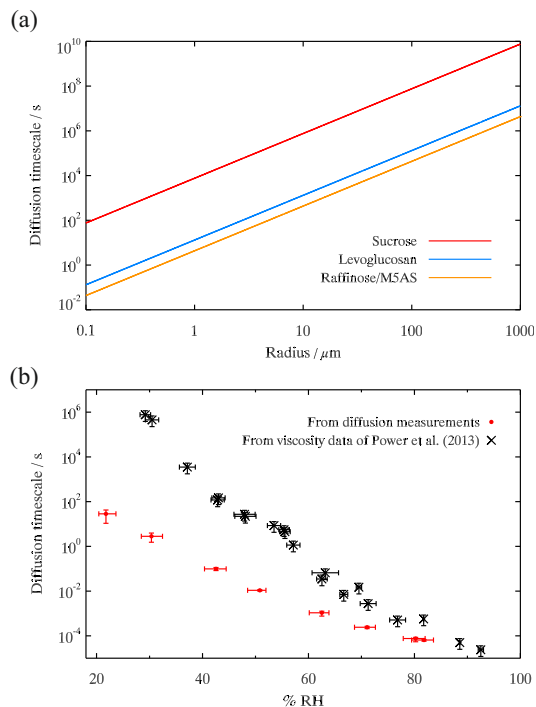 (a)
10^10
10^8
10^6
10^4
10^2
10^0
10^-2
Diffusion timescale / s
Sucrose
Levoglucosan
Raffinose/M5AS
0.1 1 10 100 1000
Radius / μm
(b)
10^6
10^4
10^2
10^0
10^-2
10^-4
Diffusion timescale / s
From diffusion measurements
From viscosity data of Power et al. (2013)
20 40 60 80 100
% RH